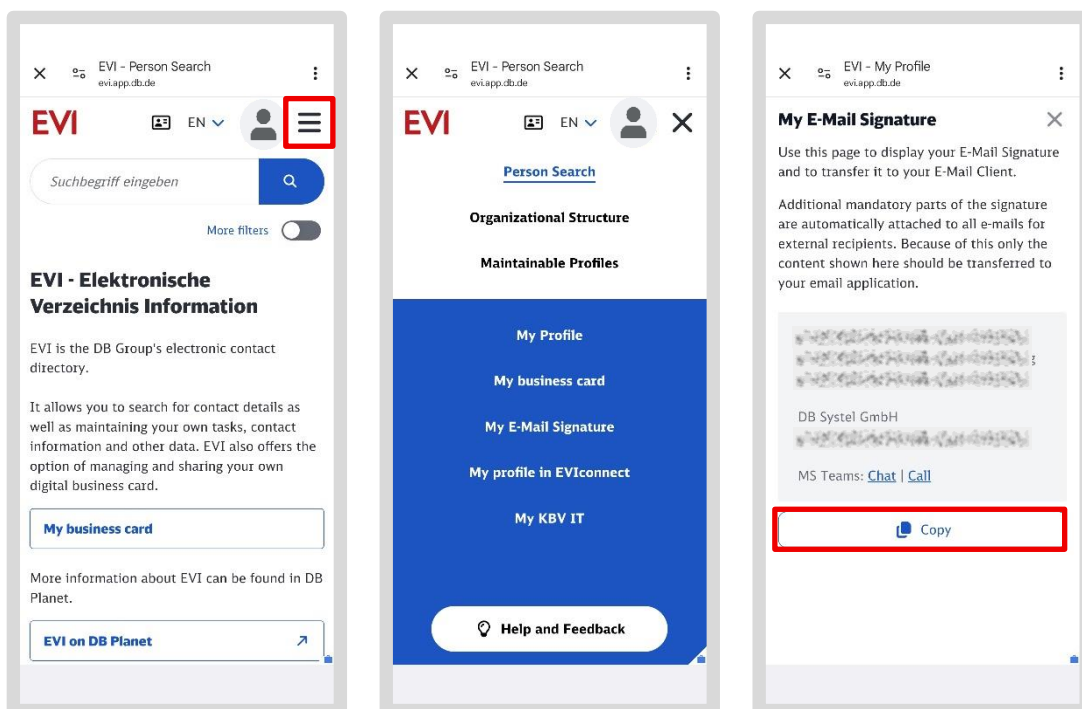 EVI - Person Search
evi.app.db.de
EVI
EN
Suchbegriff eingeben
More filters
EVI - Elektronische
Verzeichnis Information
EVI is the DB Group's electronic contact
directory.
It allows you to search for contact details as
well as maintaining your own tasks, contact
information and other data. EVI also offers the
option of managing and sharing your own
digital business card.
My business card
More information about EVI can be found in DB
Planet.
EVI on DB Planet
EVI - Person Search
evi.app.db.de
EVI
EN
Person Search
Organizational Structure
Maintainable Profiles
My Profile
My business card
My E-Mail Signature
My profile in EVIconnect
My KBV IT
Help and Feedback
EVI - My Profile
evi.app.db.de
My E-Mail Signature
Use this page to display your E-Mail Signature
and to transfer it to your E-Mail Client.
Additional mandatory parts of the signature
are automatically attached to all e-mails for
external recipients. Because of this only the
content shown here should be transferred to
your email application.
DB Systel GmbH
MS Teams: Chat | Call
Copy